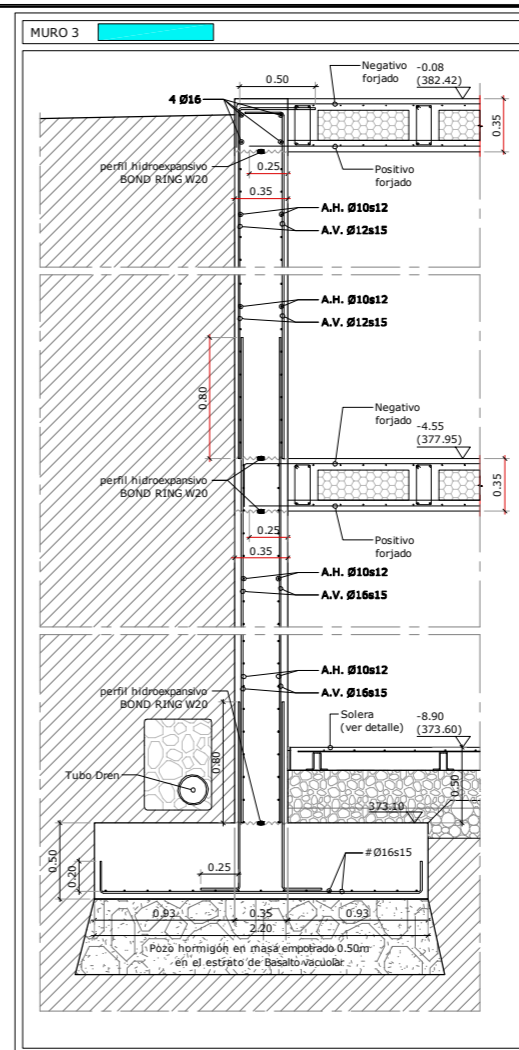 MURO 3
0.50
Negativo
forjado
-0.08
(382.42)
4 Ø16
0.35
perfil hidroexpansivo
BOND RING W20
0.25
Positivo
forjado
0.35
A.H. Ø10s12
A.V. Ø12s15
A.H. Ø10s12
A.V. Ø12s15
0.80
Negativo
forjado
-4.55
(377.95)
perfil hidroexpansivo
BOND RING W20
0.35
0.25
Positivo
forjado
0.35
A.H. Ø10s12
A.V. Ø16s15
A.H. Ø10s12
A.V. Ø16s15
perfil hidroexpansivo
BOND RING W20
Solera
(ver detalle)
-8.90
(373.60)
0.80
Tubo Dren
0.50
373.10
0.50
0.20
0.25
#Ø16s15
0.93
0.35
0.93
2.20
Pozo hormigón en masa empotrado 0.50m
en el estrato de Basalto vacuolar